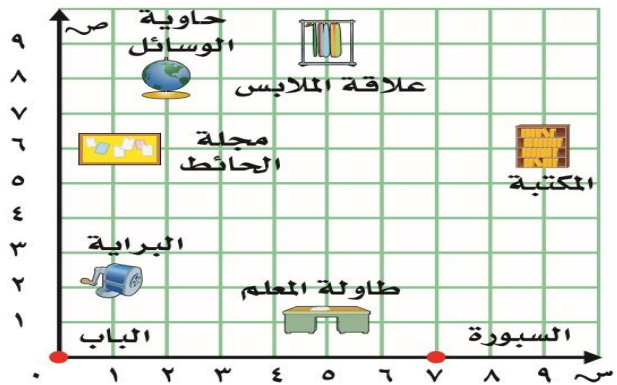 ص
حاوية
الوسائل
علاقة الملابس
مجلة
الحائط
المكتبة
البراية
طاولة المعلم
الباب
السبورة
٩
٨
٧
٦
٥
٤
٣
٢
١
٠ ١ ٢ ٣ ٤ ٥ ٦ ٧ ٨ ٩ س